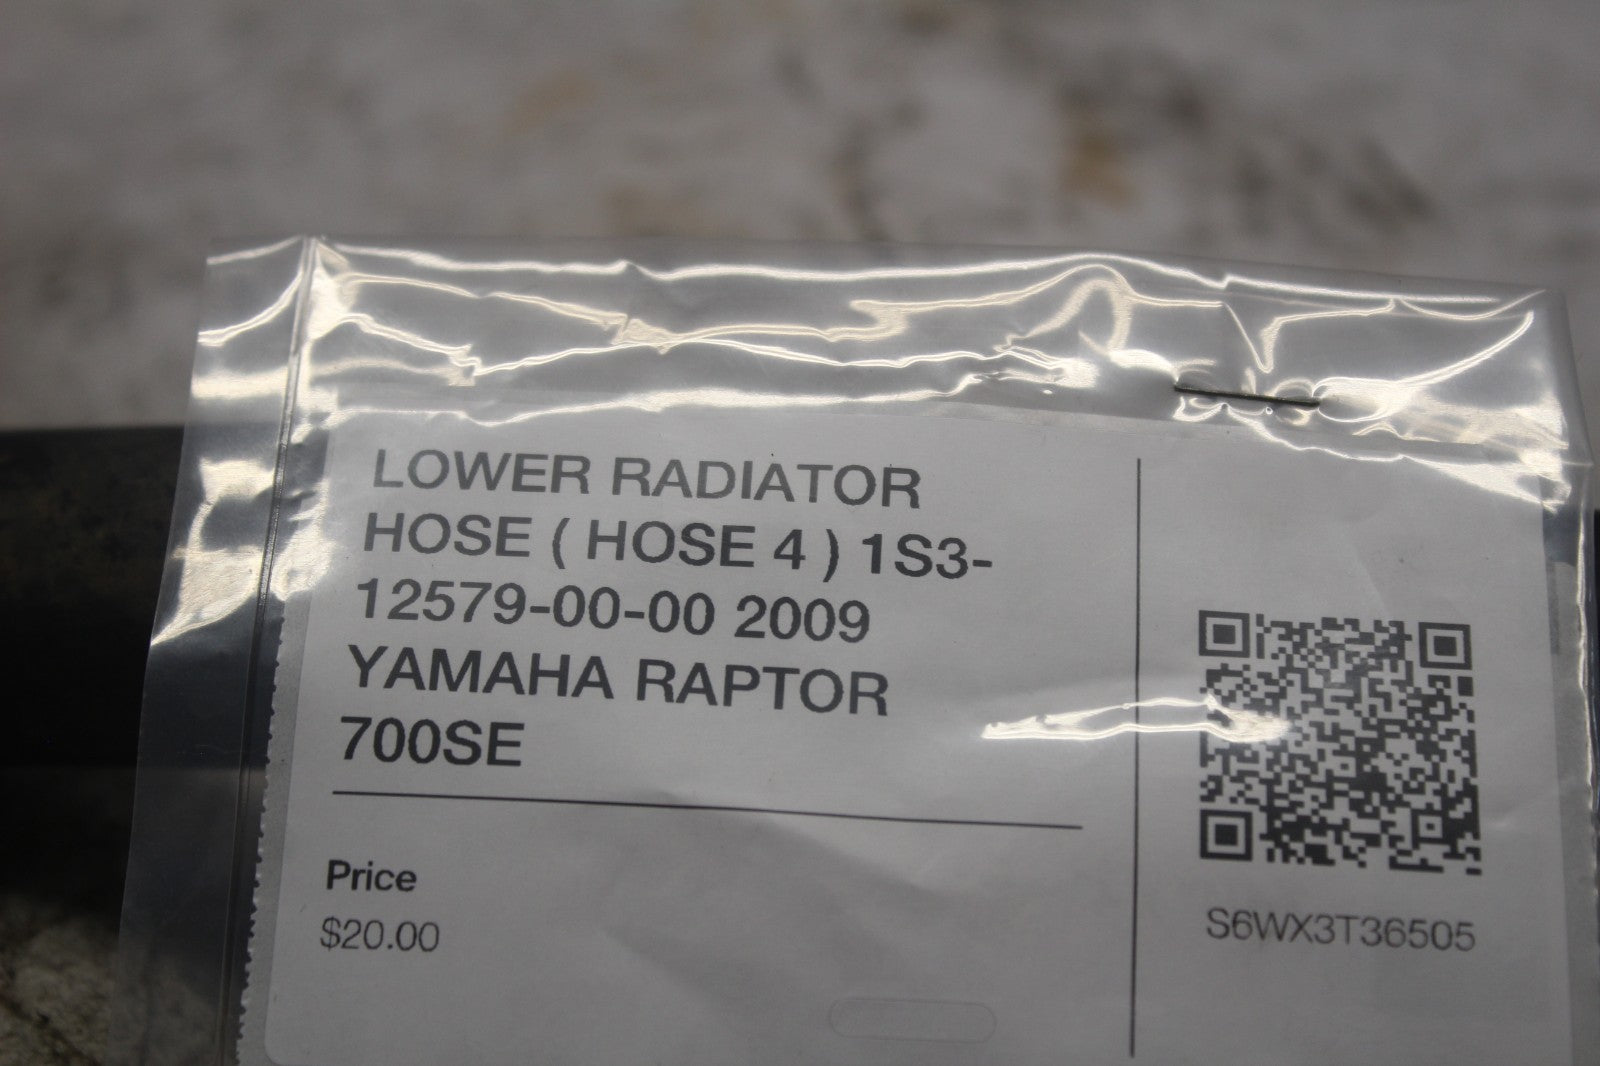 LOWER RADIATOR
HOSE ( HOSE 4 ) 1S3-
12579-00-00 2009
YAMAHA RAPTOR
700SE
Price
$20.00
S6WX3T36505